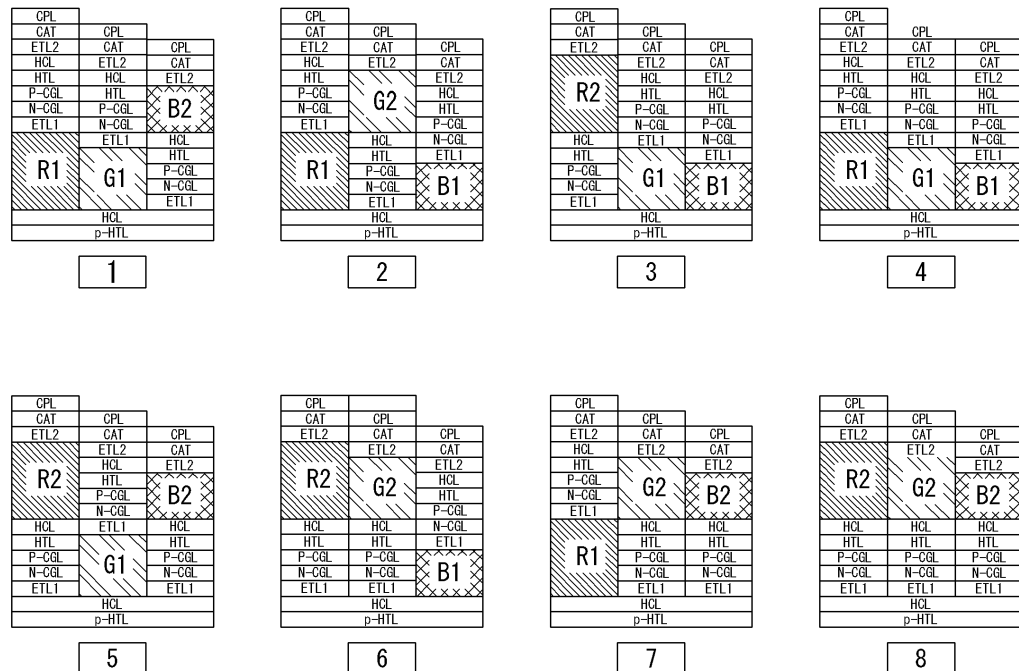 CPL
CAT
ETL2
HCL
HTL
P-CGL
N-CGL
ETL1
R1
CPL
CAT
ETL2
HCL
HTL
P-CGL
N-CGL
ETL1
G1
CPL
CAT
ETL2
B2
HCL
HTL
P-CGL
N-CGL
ETL1
HCL
p-HTL
1
CPL
CAT
ETL2
HCL
HTL
P-CGL
N-CGL
ETL1
R1
CPL
CAT
ETL2
G2
HCL
HTL
P-CGL
N-CGL
ETL1
CPL
CAT
ETL2
HCL
HTL
P-CGL
N-CGL
ETL1
B1
HCL
p-HTL
2
CPL
CAT
ETL2
R2
HCL
HTL
P-CGL
N-CGL
ETL1
CPL
CAT
ETL2
HCL
HTL
P-CGL
N-CGL
ETL1
G1
CPL
CAT
ETL2
HCL
HTL
P-CGL
N-CGL
ETL1
B1
HCL
p-HTL
3
CPL
CAT
ETL2
HCL
HTL
P-CGL
N-CGL
ETL1
R1
CPL
CAT
ETL2
HCL
HTL
P-CGL
N-CGL
ETL1
G1
CPL
CAT
ETL2
HCL
HTL
P-CGL
N-CGL
ETL1
B1
HCL
p-HTL
4
CPL
CAT
ETL2
R2
HCL
HTL
P-CGL
N-CGL
ETL1
CPL
CAT
ETL2
HCL
HTL
P-CGL
N-CGL
ETL1
G1
CPL
CAT
ETL2
B2
HCL
HTL
P-CGL
N-CGL
ETL1
HCL
p-HTL
5
CPL
CAT
ETL2
R2
HCL
HTL
P-CGL
N-CGL
ETL1
CPL
CAT
ETL2
G2
HCL
HTL
P-CGL
N-CGL
ETL1
CPL
CAT
ETL2
HCL
HTL
P-CGL
N-CGL
ETL1
B1
HCL
p-HTL
6
CPL
CAT
ETL2
HCL
HTL
P-CGL
N-CGL
ETL1
R1
CPL
CAT
ETL2
G2
HCL
HTL
P-CGL
N-CGL
ETL1
CPL
CAT
ETL2
B2
HCL
HTL
P-CGL
N-CGL
ETL1
HCL
p-HTL
7
CPL
CAT
ETL2
R2
HCL
HTL
P-CGL
N-CGL
ETL1
CPL
CAT
ETL2
G2
HCL
HTL
P-CGL
N-CGL
ETL1
CPL
CAT
ETL2
B2
HCL
HTL
P-CGL
N-CGL
ETL1
HCL
p-HTL
8